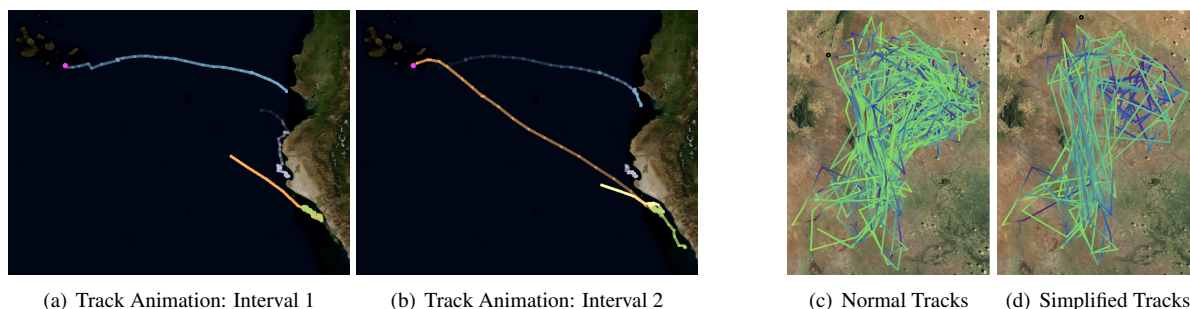 (a) Track Animation: Interval 1
(b) Track Animation: Interval 2
(c) Normal Tracks
(d) Simplified Tracks